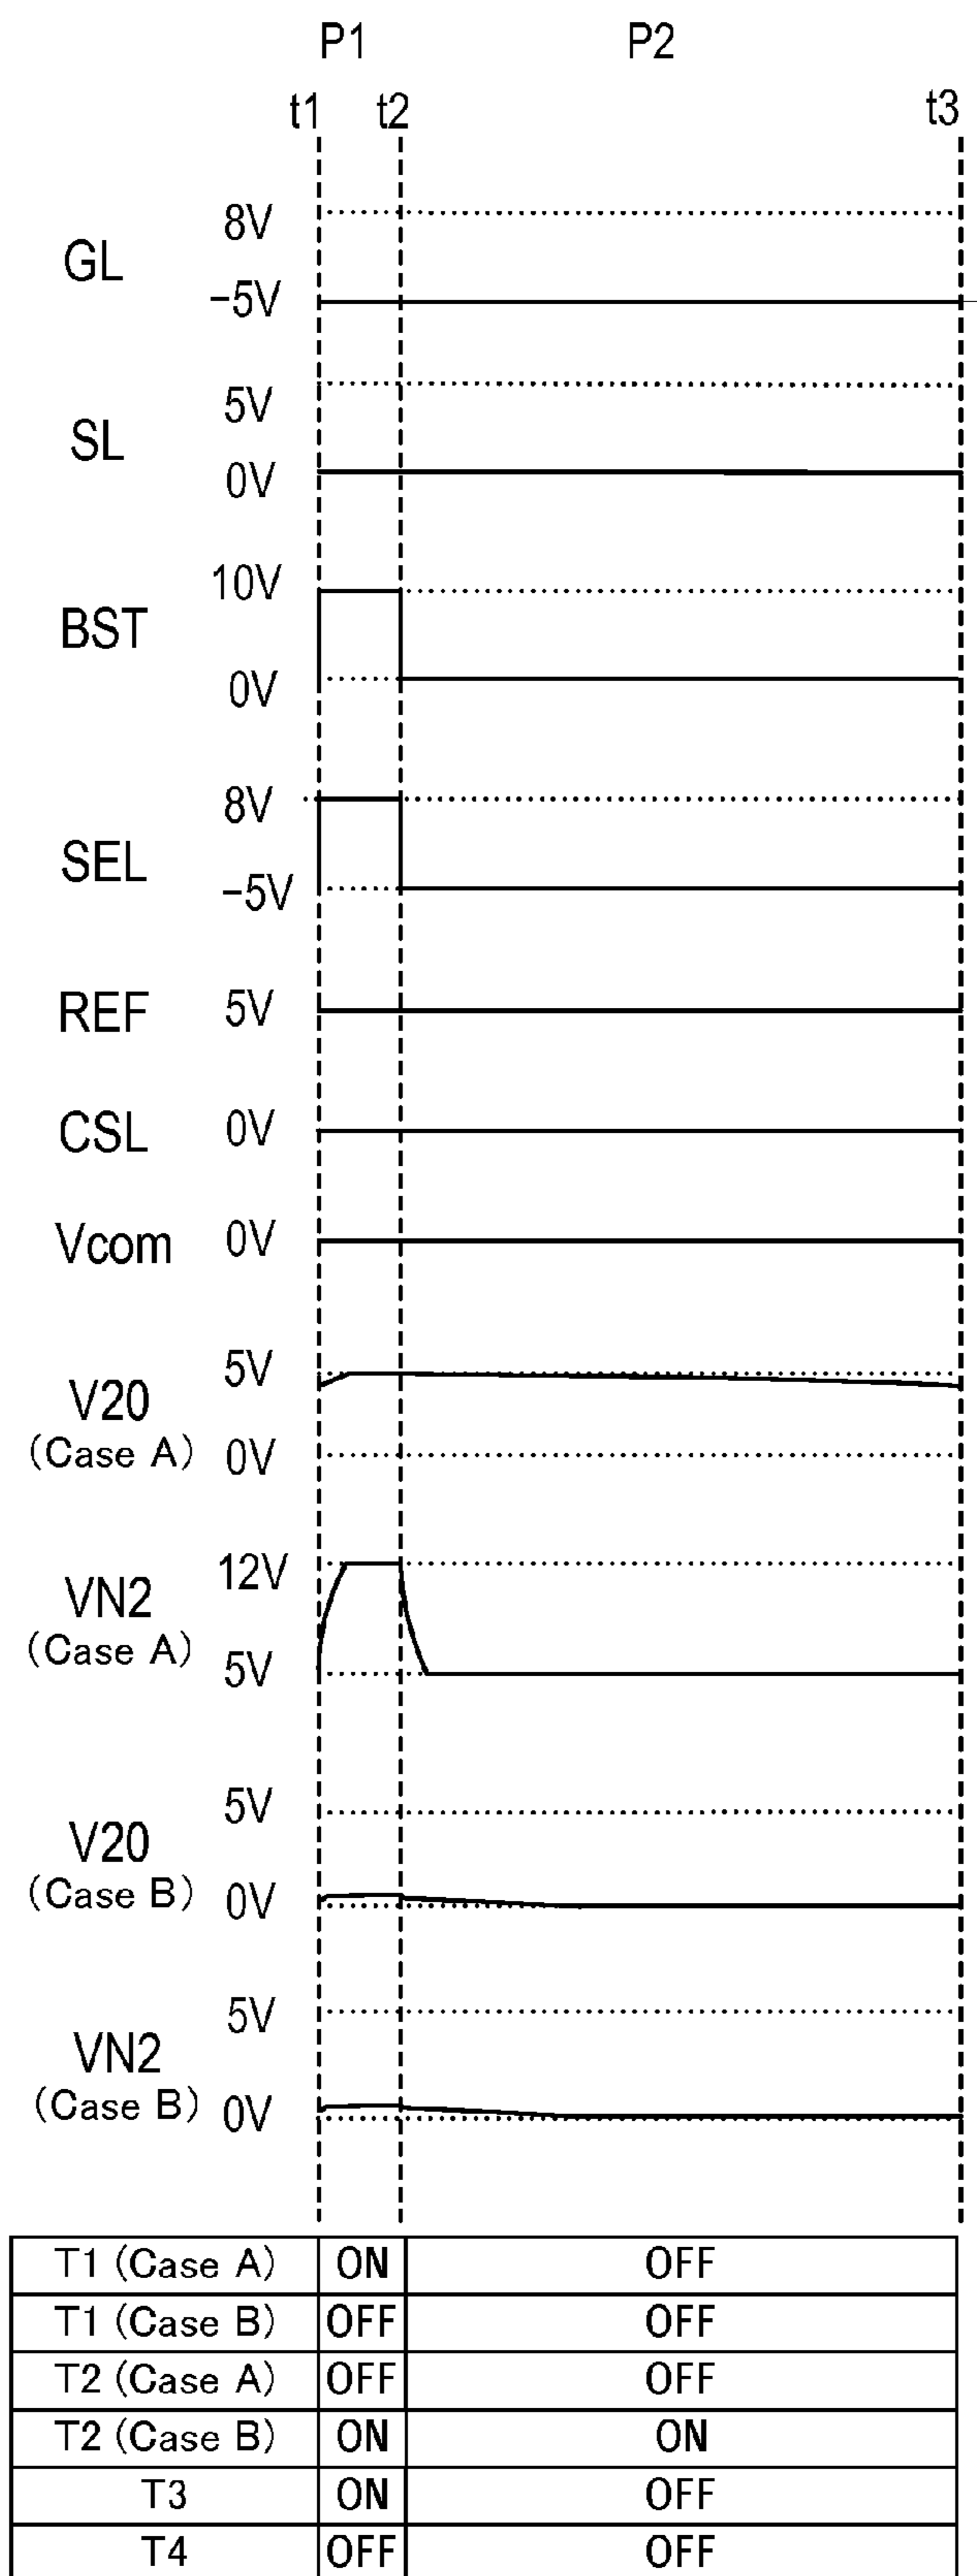 P1 P2
t1 t2 t3
GL 8V
−5V
SL 5V
0V
BST 10V
0V
SEL 8V
−5V
REF 5V
CSL 0V
Vcom 0V
V20 (Case A) 5V
0V
VN2 (Case A) 12V
5V
V20 (Case B) 5V
0V
VN2 (Case B) 5V
0V
T1 (Case A) ON OFF
T1 (Case B) OFF OFF
T2 (Case A) OFF OFF
T2 (Case B) ON ON
T3 ON OFF
T4 OFF OFF